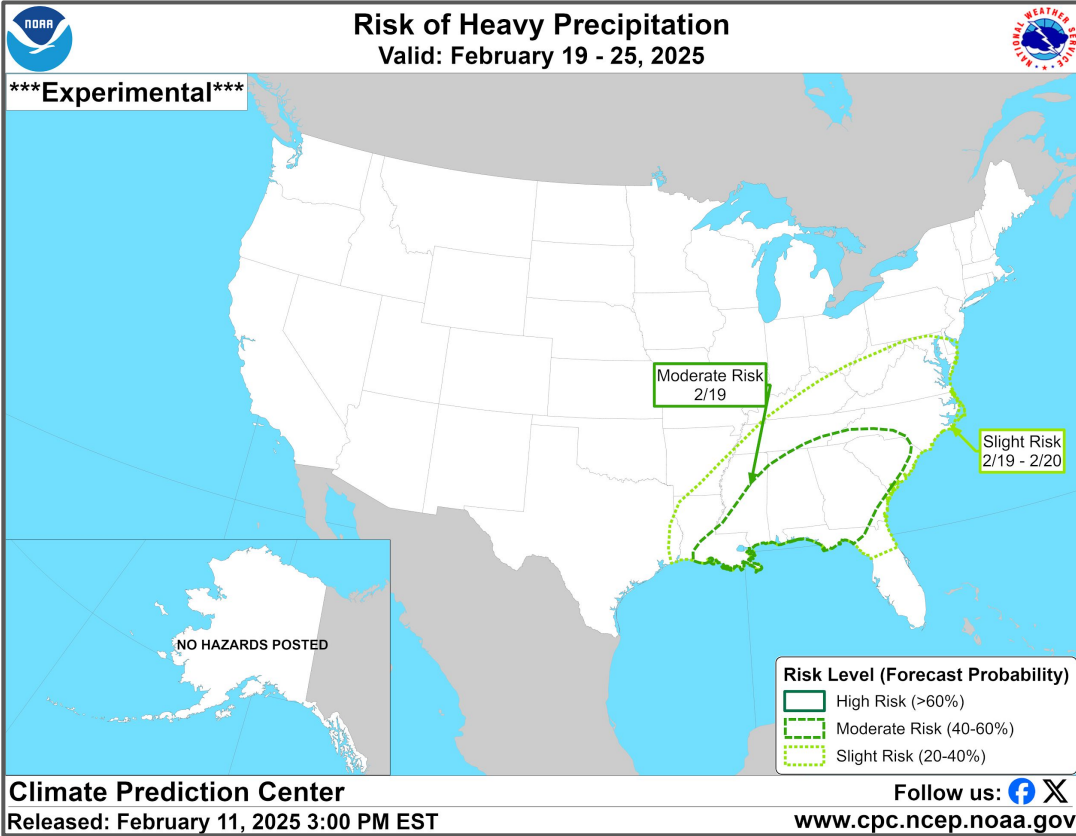 NOAA
Risk of Heavy Precipitation
Valid: February 19 - 25, 2025
NATIONAL WEATHER SERVICE
***Experimental***
Moderate Risk
2/19
Slight Risk
2/19 - 2/20
NO HAZARDS POSTED
Risk Level (Forecast Probability)
High Risk (>60%)
Moderate Risk (40-60%)
Slight Risk (20-40%)
Climate Prediction Center
Follow us:
Released: February 11, 2025 3:00 PM EST
www.cpc.ncep.noaa.gov